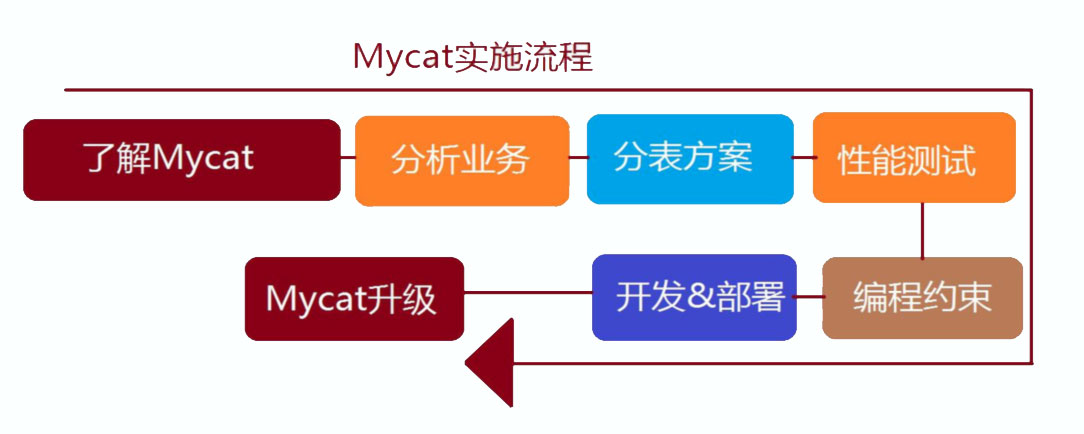 Mycat实施流程
了解Mycat
分析业务
分表方案
性能测试
编程约束
开发&部署
Mycat升级